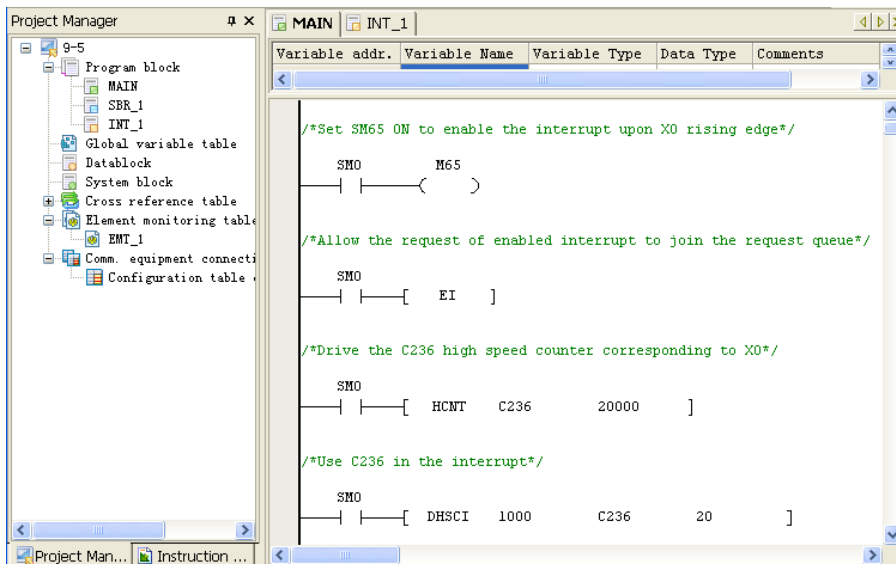 Project Manager
9-5
Program block
MAIN
SBR_1
INT_1
Global variable table
Datablock
System block
Cross reference table
Element monitoring table
EMT_1
Comm. equipment connecti
Configuration table
Project Man...
Instruction ...
MAIN
INT_1
Variable addr. Variable Name Variable Type Data Type Comments
/*Set SM65 ON to enable the interrupt upon X0 rising edge*/
SM0 M65
/*Allow the request of enabled interrupt to join the request queue*/
SM0
[ EI ]
/*Drive the C236 high speed counter corresponding to X0*/
SM0
[ HCNT C236 20000 ]
/*Use C236 in the interrupt*/
SM0
[ DHSCI 1000 C236 20 ]